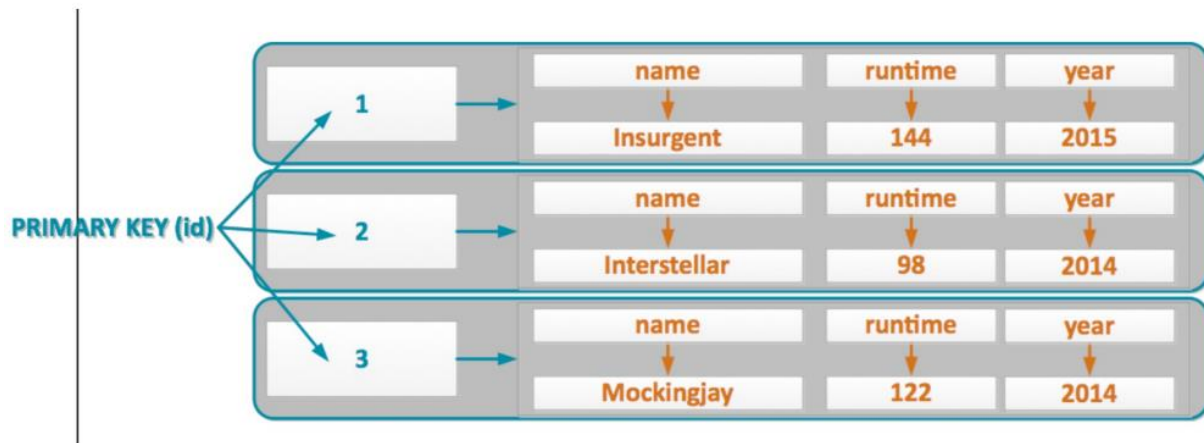 name runtime year
1
Insurgent 144 2015
name runtime year
PRIMARY KEY (id) 2
Interstellar 98 2014
name runtime year
3
Mockingjay 122 2014